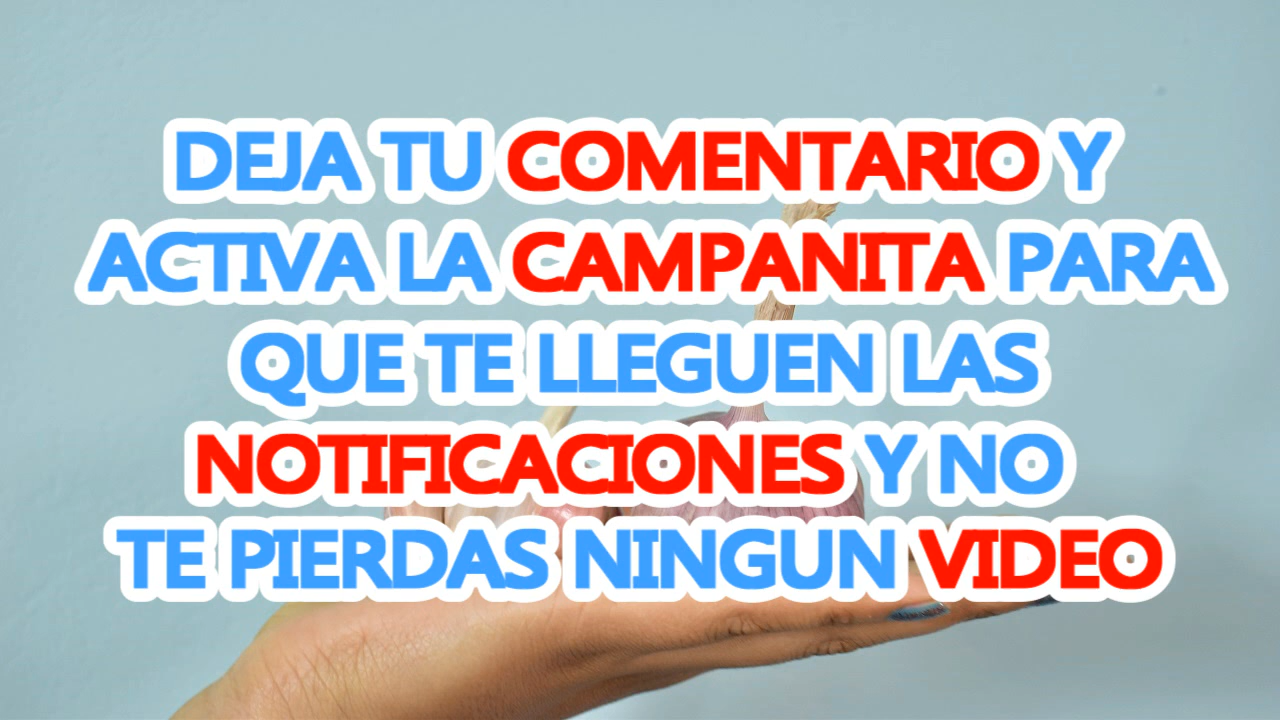 DEJA TU COMENTARIO Y
ACTIVA LA CAMPANITA PARA
QUE TE LLEGUEN LAS
NOTIFICACIONES Y NO
TE PIERDAS NINGUN VIDEO